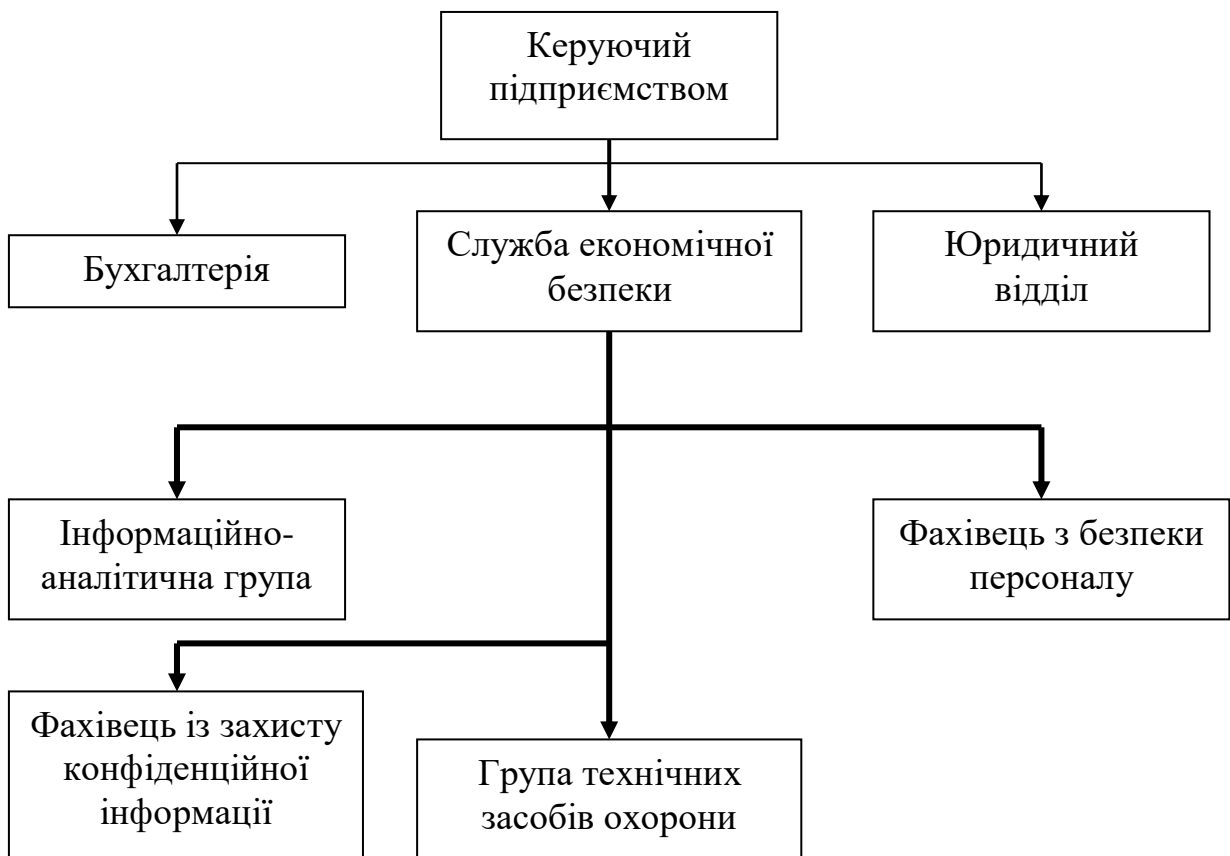 Керуючий
підприємством
Бухгалтерія
Служба економічної
безпеки
Юридичний
відділ
Інформаційно-
аналітична група
Фахівець з безпеки
персоналу
Фахівець із захисту
конфіденційної
інформації
Група технічних
засобів охорони